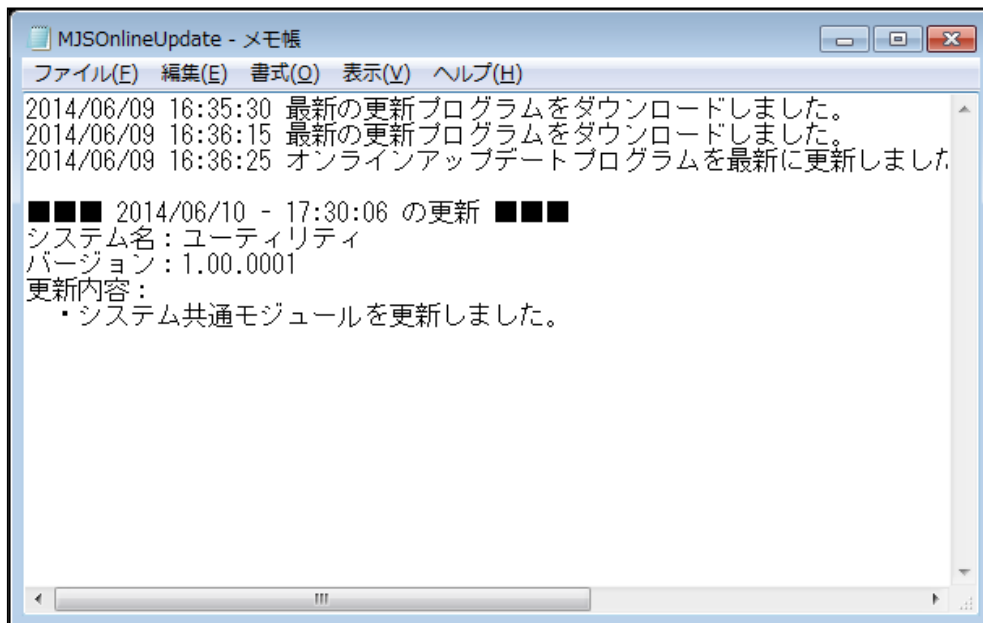 MJSOnlineUpdate - メモ帳
ファイル(F) 編集(E) 書式(O) 表示(V) ヘルプ(H)
2014/06/09 16:35:30 最新の更新プログラムをダウンロードしました。
2014/06/09 16:36:15 最新の更新プログラムをダウンロードしました。
2014/06/09 16:36:25 オンラインアップデートプログラムを最新に更新しました
■■■ 2014/06/10 - 17:30:06 の更新 ■■■
システム名：ユーティリティ
バージョン：1.00.0001
更新内容：
・システム共通モジュールを更新しました。